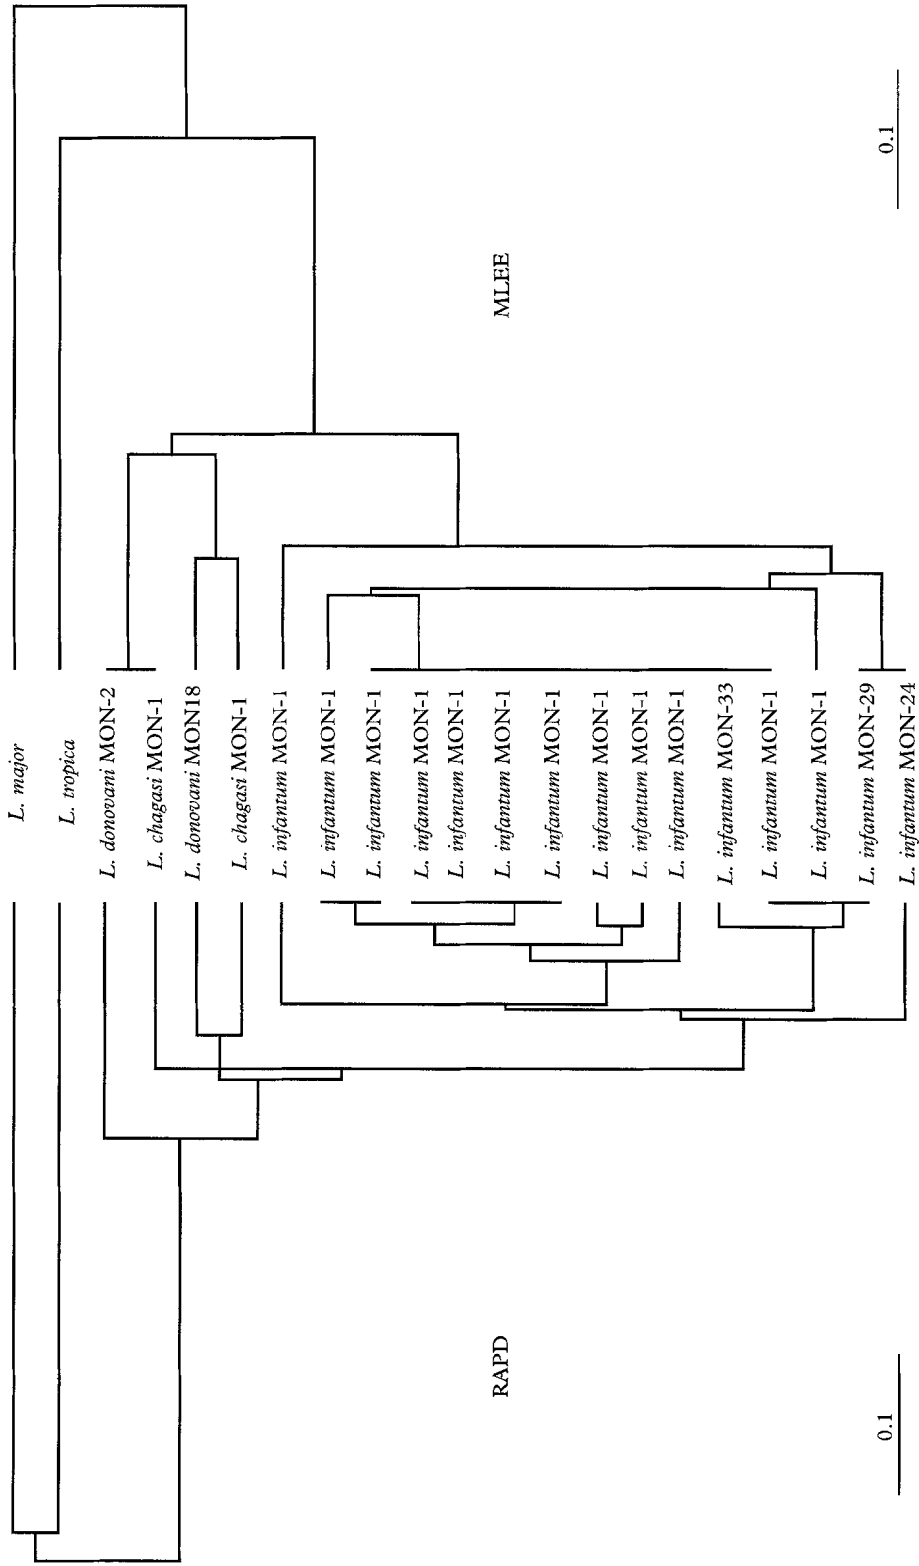 L. major
L. tropica
L. donovani MON-2
L. chagasi MON-1
L. donovani MON18
L. chagasi MON-1
L. infantum MON-1
L. infantum MON-1
L. infantum MON-1
L. infantum MON-1
L. infantum MON-1
L. infantum MON-1
L. infantum MON-1
L. infantum MON-1
L. infantum MON-1
L. infantum MON-1
L. infantum MON-33
L. infantum MON-1
L. infantum MON-1
L. infantum MON-29
L. infantum MON-24
MLEE
0.1
RAPD
0.1